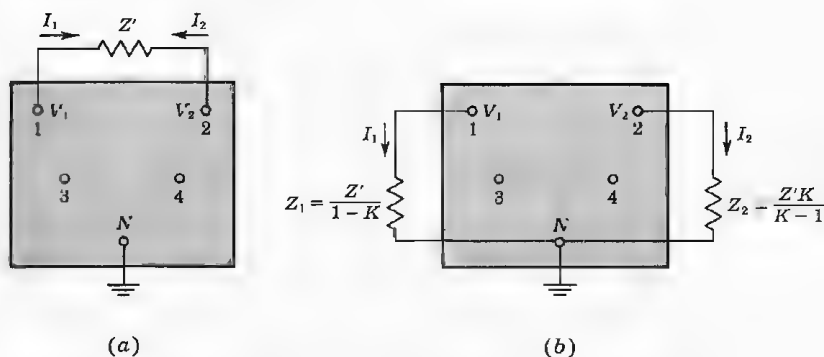 I₁ Z′ I₂
V₁ V₂
1 2
3 4
N
(a)
V₁ V₂
I₁ 1 2 I₂
3 4
Z₁ = Z′/(1 − K) Z₂ − Z′K/(K − 1)
N
(b)